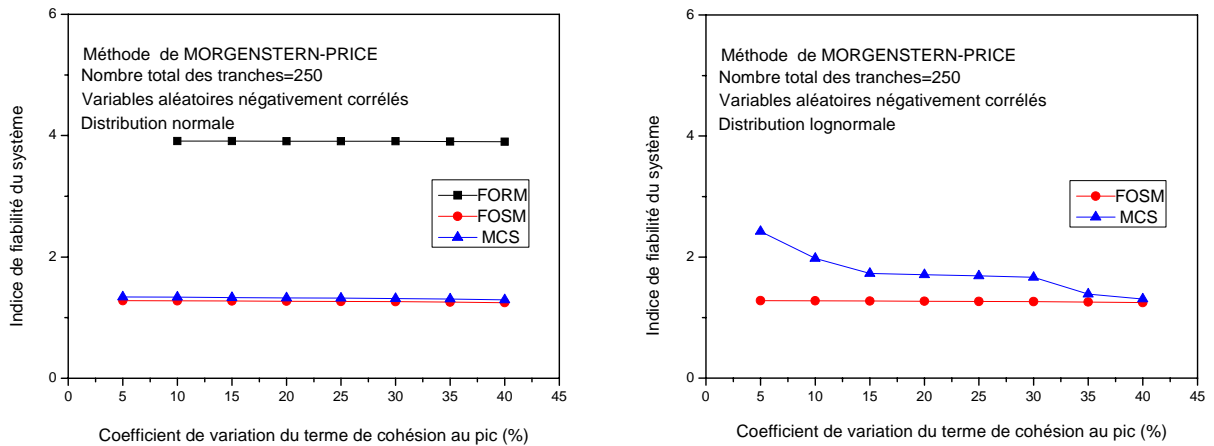 6
4
2
0
Indice de fiabilité du système
Méthode de MORGENSTERN-PRICE
Nombre total des tranches=250
Variables aléatoires négativement corrélés
Distribution normale
FORM
FOSM
MCS
0 5 10 15 20 25 30 35 40 45
Coefficient de variation du terme de cohésion au pic (%)
6
4
2
0
Indice de fiabilité du système
Méthode de MORGENSTERN-PRICE
Nombre total des tranches=250
Variables aléatoires négativement corrélés
Distribution lognormale
FOSM
MCS
0 5 10 15 20 25 30 35 40 45
Coefficient de variation du terme de cohésion au pic (%)